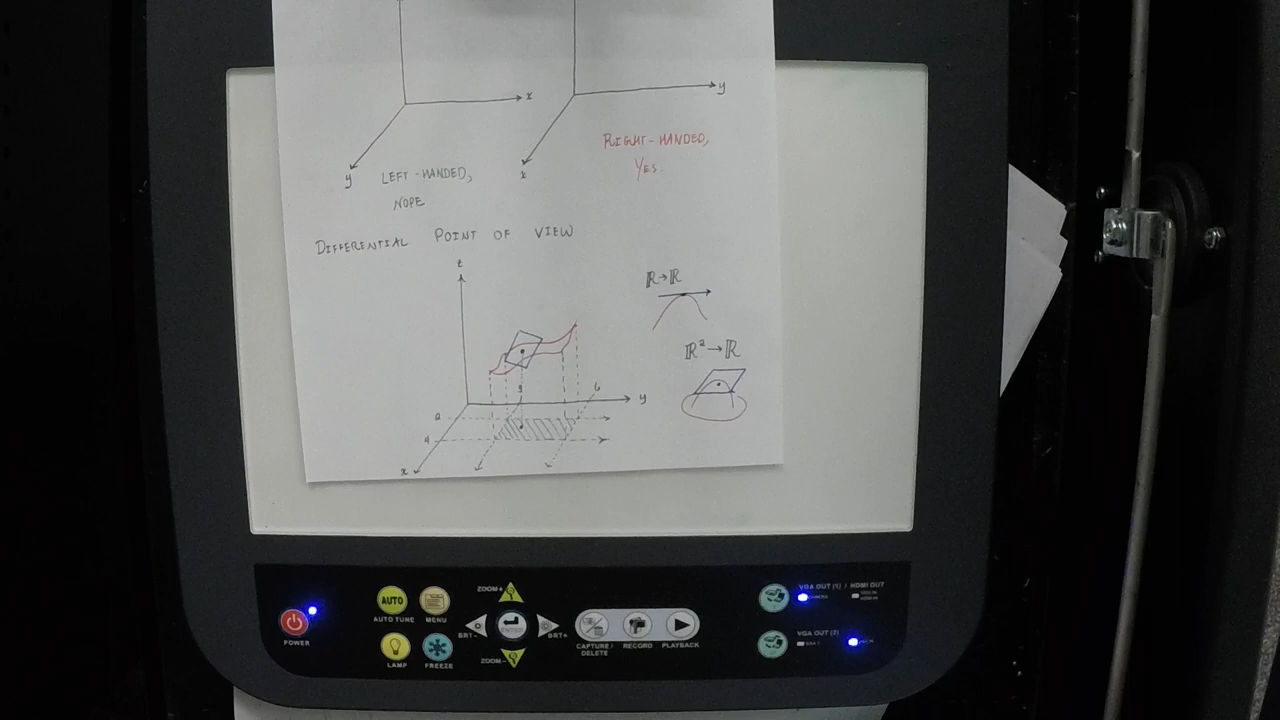 x
y
y
x
LEFT-HANDED,
NOPE
RIGHT-HANDED,
YES.
DIFFERENTIAL POINT OF VIEW
z
y
x
a
b
R→R
R²→R
POWER
AUTO
AUTO TUNE
MENU
LAMP
FREEZE
ZOOM+
BRT-
BRT+
ZOOM-
CAPTURE/
DELETE
RECORD
PLAYBACK
VGA OUT (1) / HDMI OUT
VGA OUT (2)